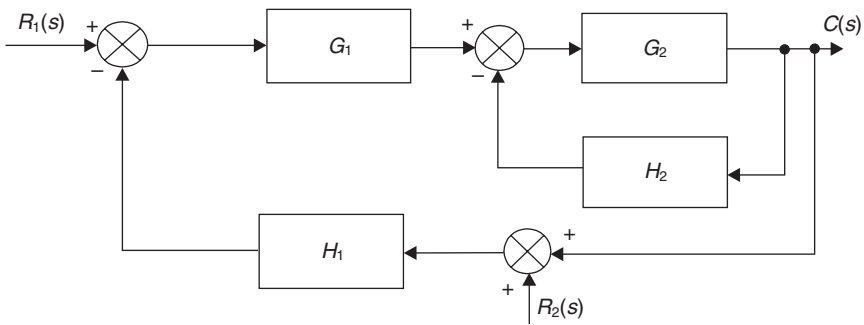 R₁(s)
+
−
G₁
+
−
G₂
C(s)
H₂
H₁
+
+
R₂(s)